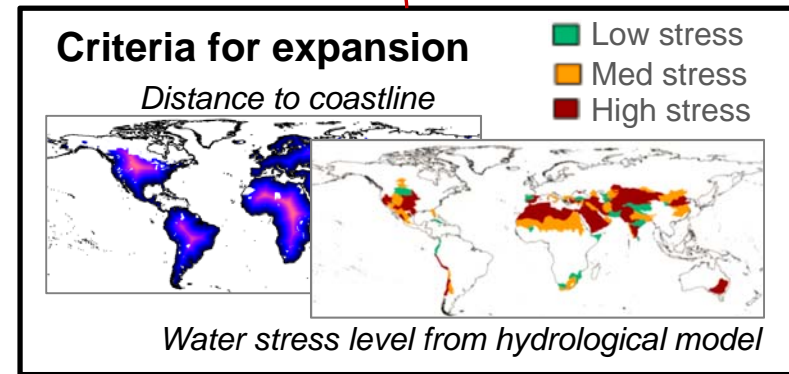 Criteria for expansion
Distance to coastline
Low stress
Med stress
High stress
Water stress level from hydrological model